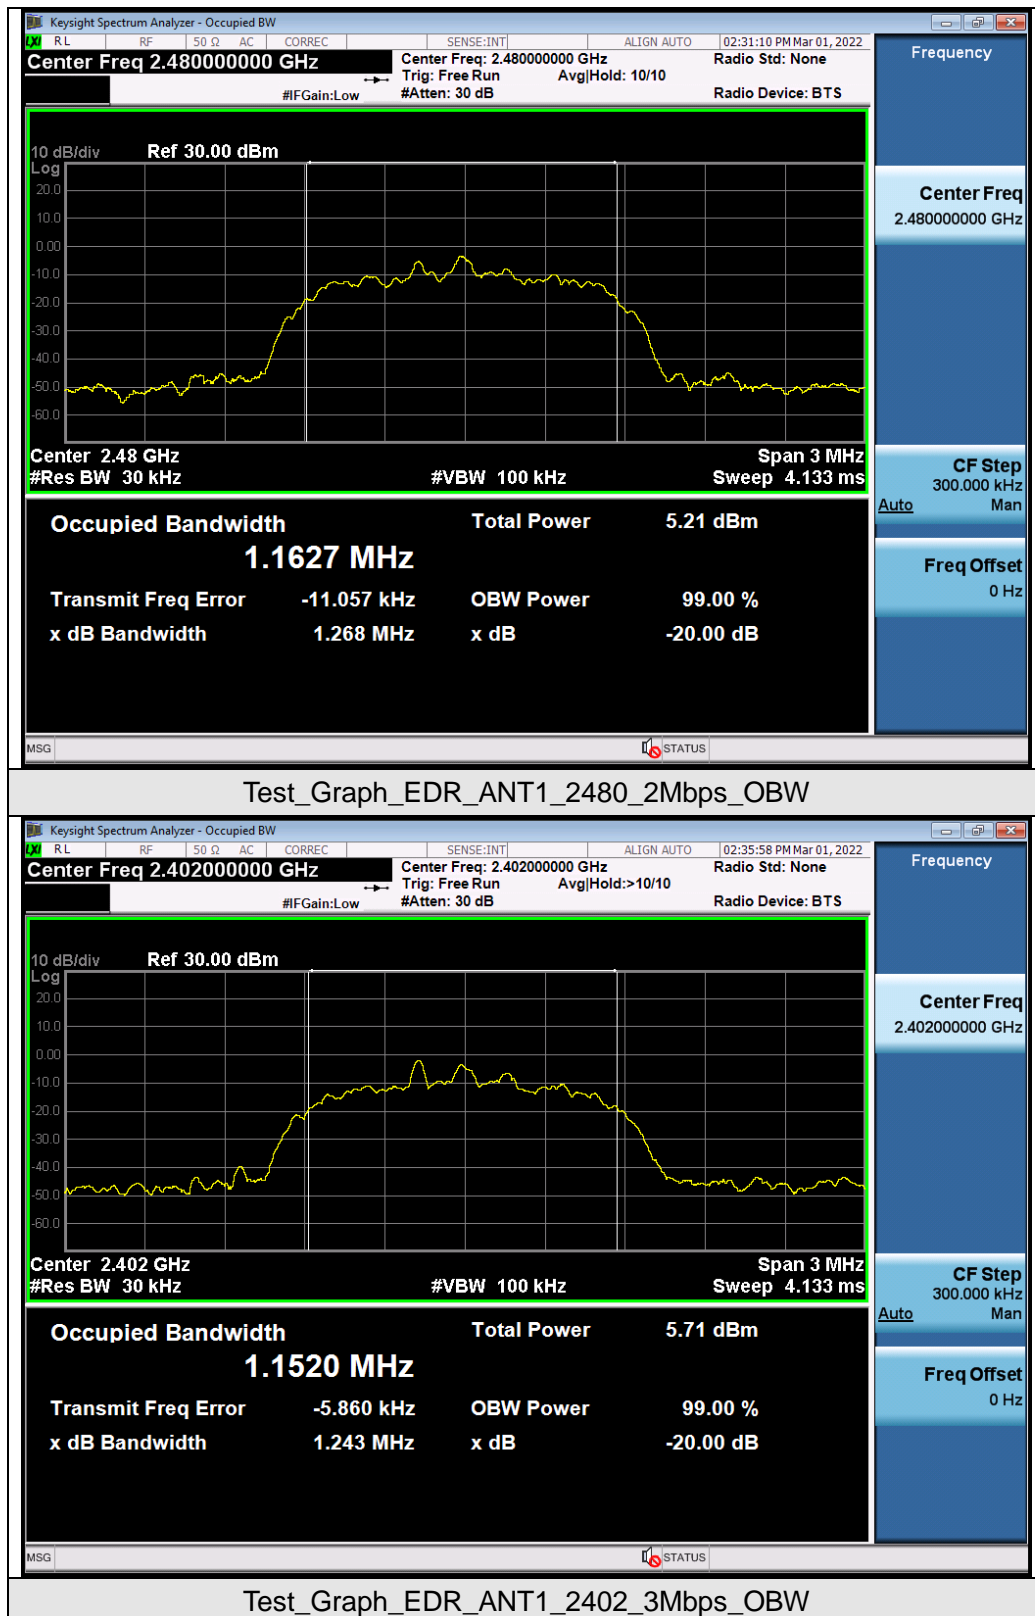 Keysight Spectrum Analyzer - Occupied BW
LXI RL RF 50 Ω AC CORREC SENSE:INT ALIGN AUTO 02:31:10 PM Mar 01, 2022
Center Freq 2.480000000 GHz
Center Freq: 2.480000000 GHz
Radio Std: None
Trig: Free Run Avg|Hold: 10/10
#IFGain:Low #Atten: 30 dB Radio Device: BTS
Frequency
10 dB/div Ref 30.00 dBm
Log
20.0
10.0
0.00
-10.0
-20.0
-30.0
-40.0
-50.0
-60.0
Center 2.48 GHz Span 3 MHz
#Res BW 30 kHz #VBW 100 kHz Sweep 4.133 ms
Center Freq
2.480000000 GHz
CF Step
300.000 kHz
Auto Man
Freq Offset
0 Hz
Occupied Bandwidth Total Power 5.21 dBm
1.1627 MHz
Transmit Freq Error -11.057 kHz OBW Power 99.00 %
x dB Bandwidth 1.268 MHz x dB -20.00 dB
MSG STATUS
Test_Graph_EDR_ANT1_2480_2Mbps_OBW
Keysight Spectrum Analyzer - Occupied BW
LXI RL RF 50 Ω AC CORREC SENSE:INT ALIGN AUTO 02:35:58 PM Mar 01, 2022
Center Freq 2.402000000 GHz
Center Freq: 2.402000000 GHz
Radio Std: None
Trig: Free Run Avg|Hold:>10/10
#IFGain:Low #Atten: 30 dB Radio Device: BTS
Frequency
10 dB/div Ref 30.00 dBm
Log
20.0
10.0
0.00
-10.0
-20.0
-30.0
-40.0
-50.0
-60.0
Center 2.402 GHz Span 3 MHz
#Res BW 30 kHz #VBW 100 kHz Sweep 4.133 ms
Center Freq
2.402000000 GHz
CF Step
300.000 kHz
Auto Man
Freq Offset
0 Hz
Occupied Bandwidth Total Power 5.71 dBm
1.1520 MHz
Transmit Freq Error -5.860 kHz OBW Power 99.00 %
x dB Bandwidth 1.243 MHz x dB -20.00 dB
MSG STATUS
Test_Graph_EDR_ANT1_2402_3Mbps_OBW